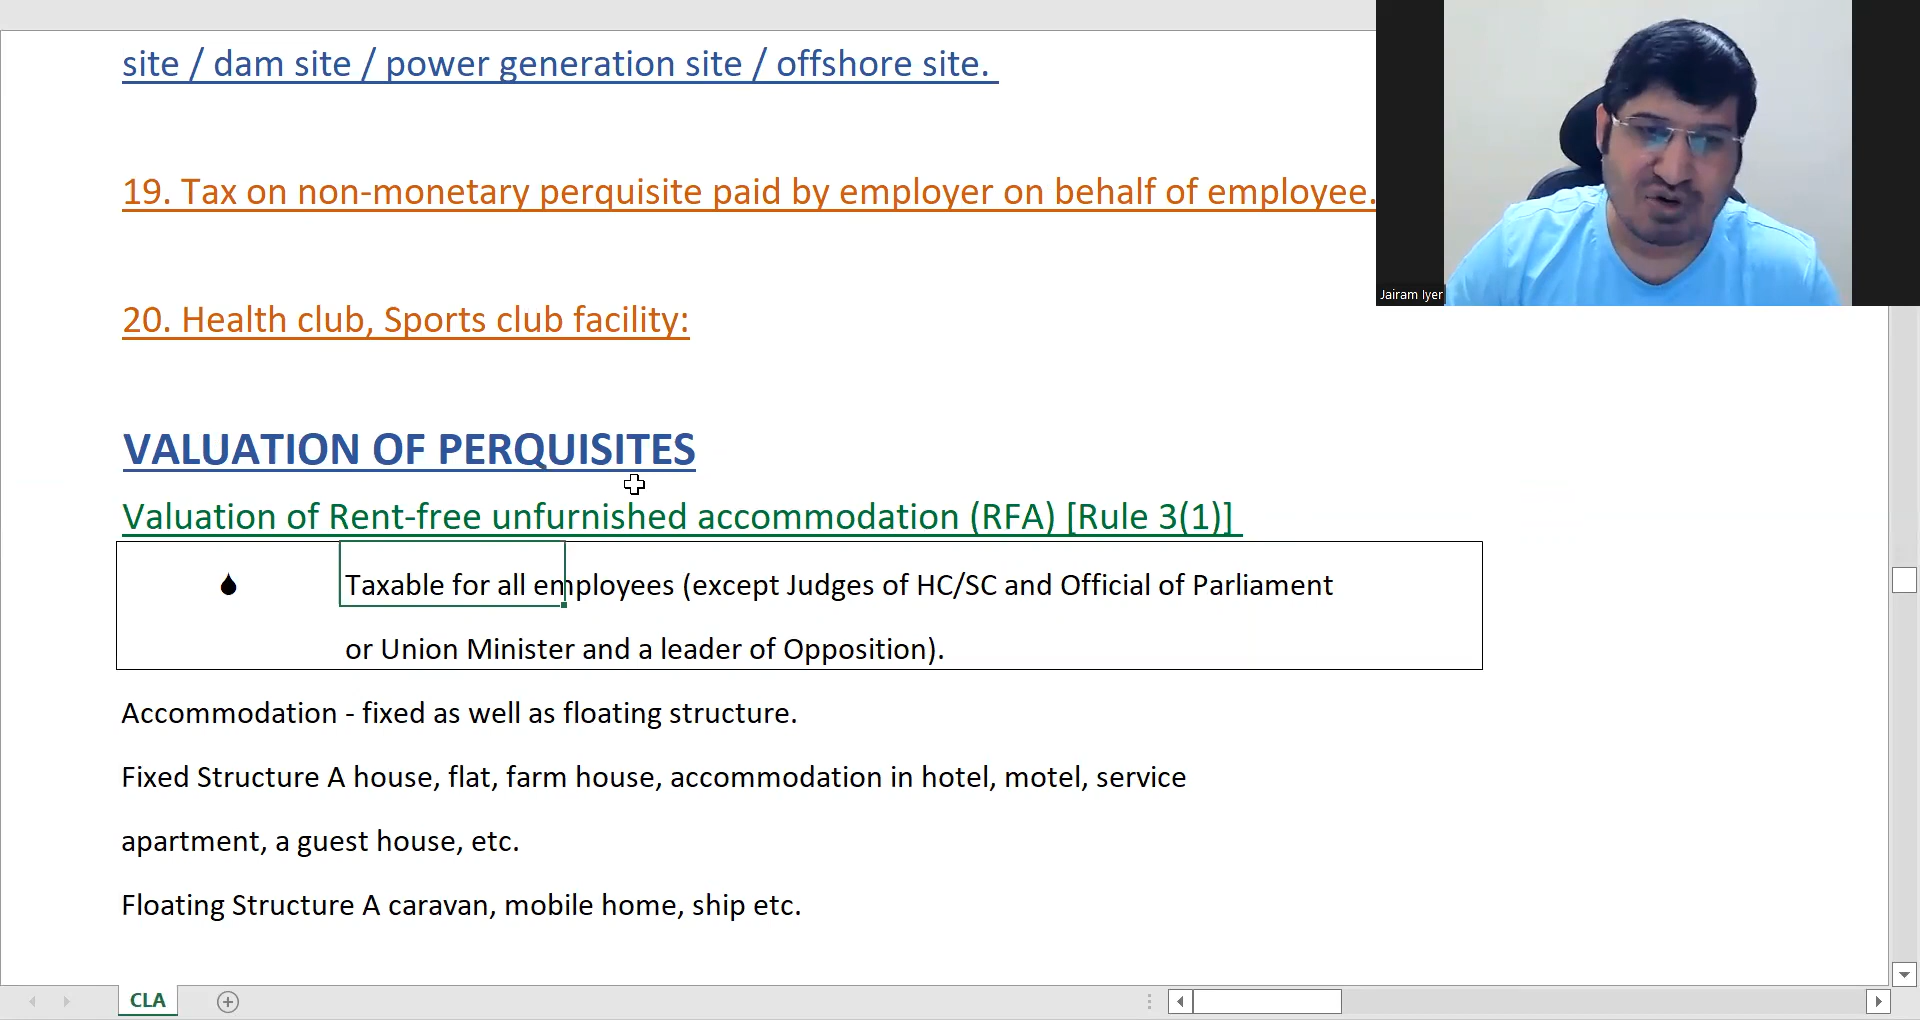 site / dam site / power generation site / offshore site.
19. Tax on non-monetary perquisite paid by employer on behalf of employee.
Jairam Iyer
20. Health club, Sports club facility:
VALUATION OF PERQUISITES
Valuation of Rent-free unfurnished accommodation (RFA) [Rule 3(1)]
Taxable for all employees (except Judges of HC/SC and Official of Parliament
or Union Minister and a leader of Opposition).
Accommodation - fixed as well as floating structure.
Fixed Structure A house, flat, farm house, accommodation in hotel, motel, service
apartment, a guest house, etc.
Floating Structure A caravan, mobile home, ship etc.
CLA